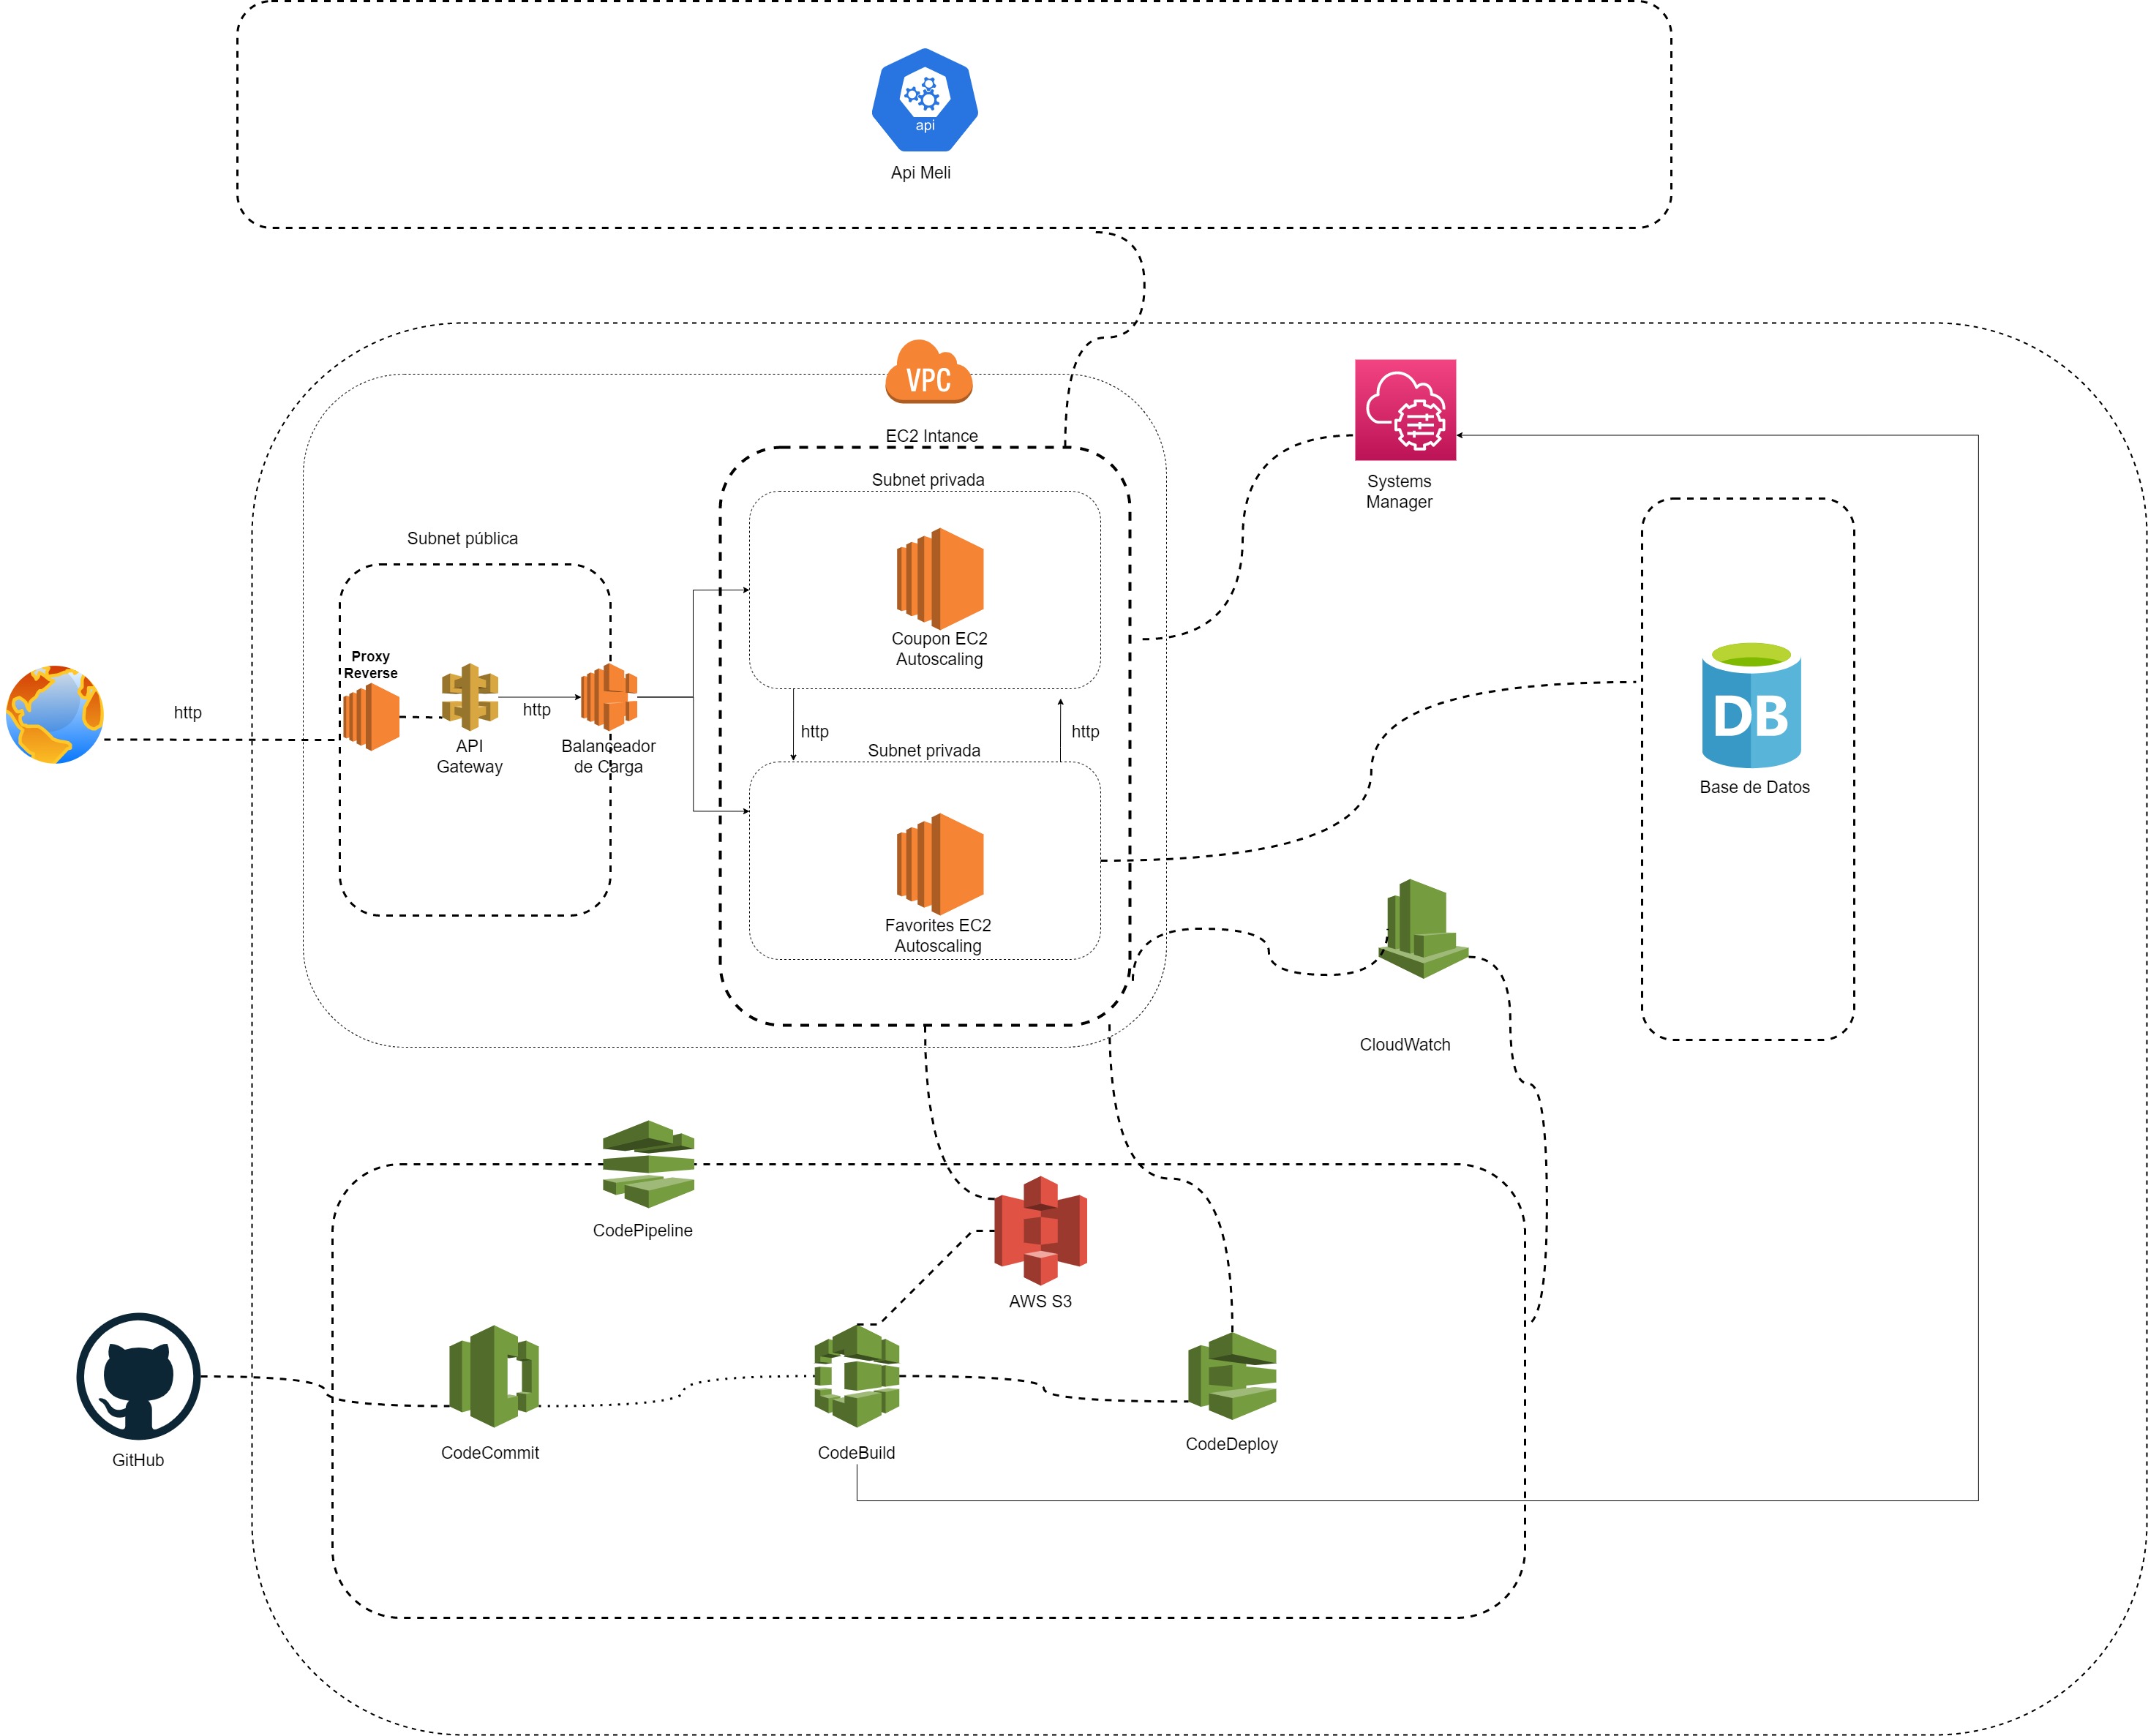 api
Api Meli
VPC
EC2 Intance
Subnet privada
Systems
Manager
Subnet pública
Coupon EC2
Autoscaling
Proxy
Reverse
http
http
API
Gateway
Balanceador
de Carga
http
http
Subnet privada
DB
Base de Datos
Favorites EC2
Autoscaling
CloudWatch
CodePipeline
AWS S3
GitHub
CodeCommit
CodeBuild
CodeDeploy